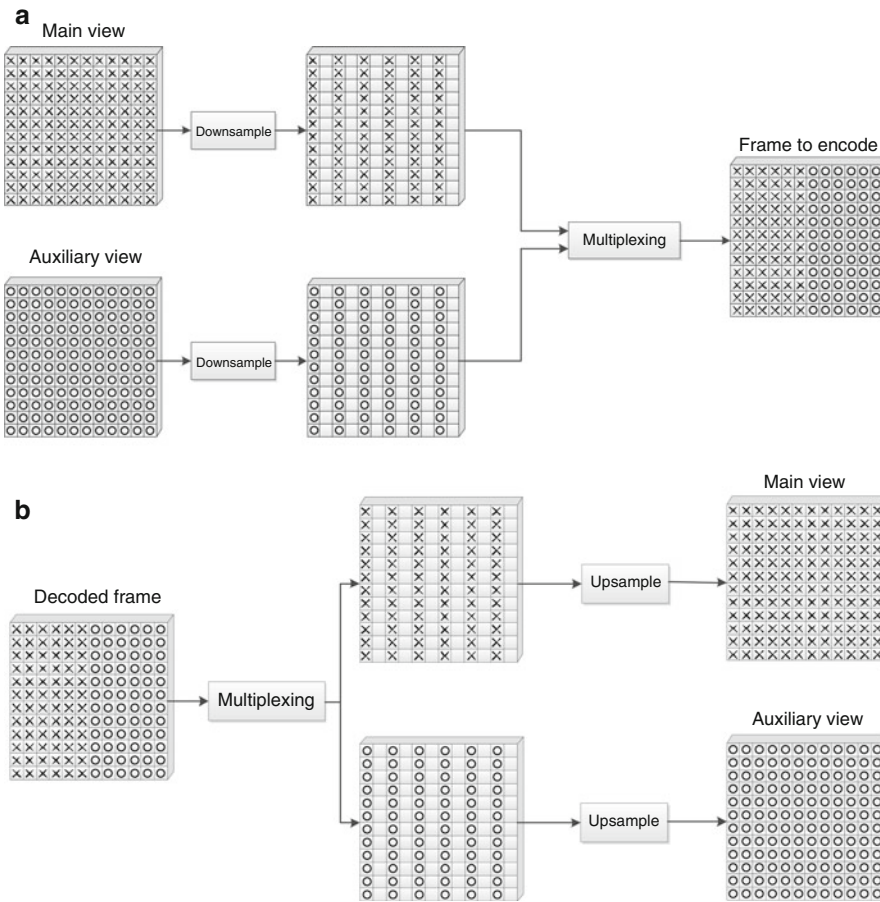 a
Main view
Downsample
Frame to encode
Multiplexing
Auxiliary view
Downsample
b
Main view
Upsample
Decoded frame
Multiplexing
Auxiliary view
Upsample